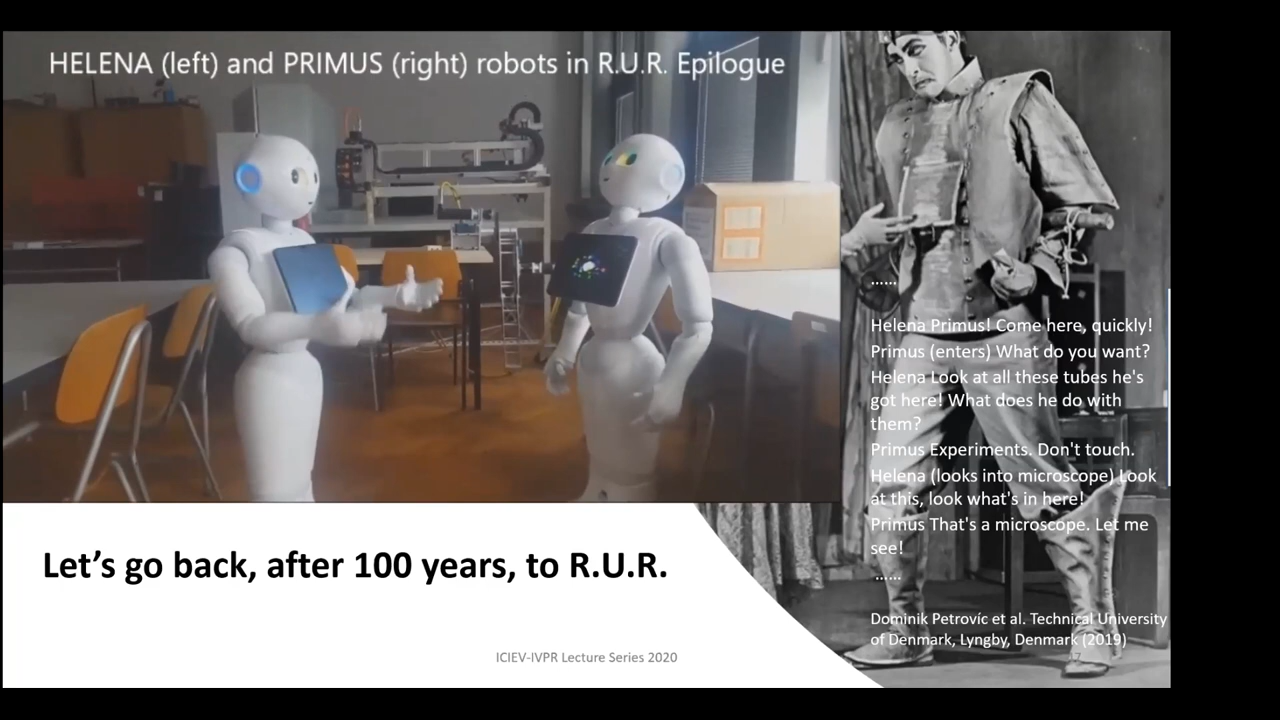 HELENA (left) and PRIMUS (right) robots in R.U.R. Epilogue
......
Helena Primus! Come here, quickly!
Primus (enters) What do you want?
Helena Look at all these tubes he's
got here! What does he do with
them?
Primus Experiments. Don't touch.
Helena (looks into microscope) Look
at this, look what's in here!
Primus That's a microscope. Let me
see!
......
Dominik Petrovíc et al. Technical University
of Denmark, Lyngby, Denmark (2019)
Let’s go back, after 100 years, to R.U.R.
ICIEV-IVPR Lecture Series 2020
17